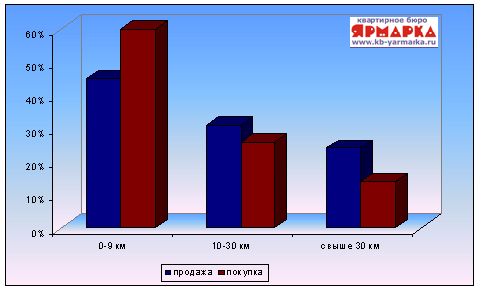 квартирное бюро
ЯРМАРКА
www.kb-yarmarka.ru
60%
50%
40%
30%
20%
10%
0%
0-9 км
10-30 км
свыше 30 км
продажа
покупка